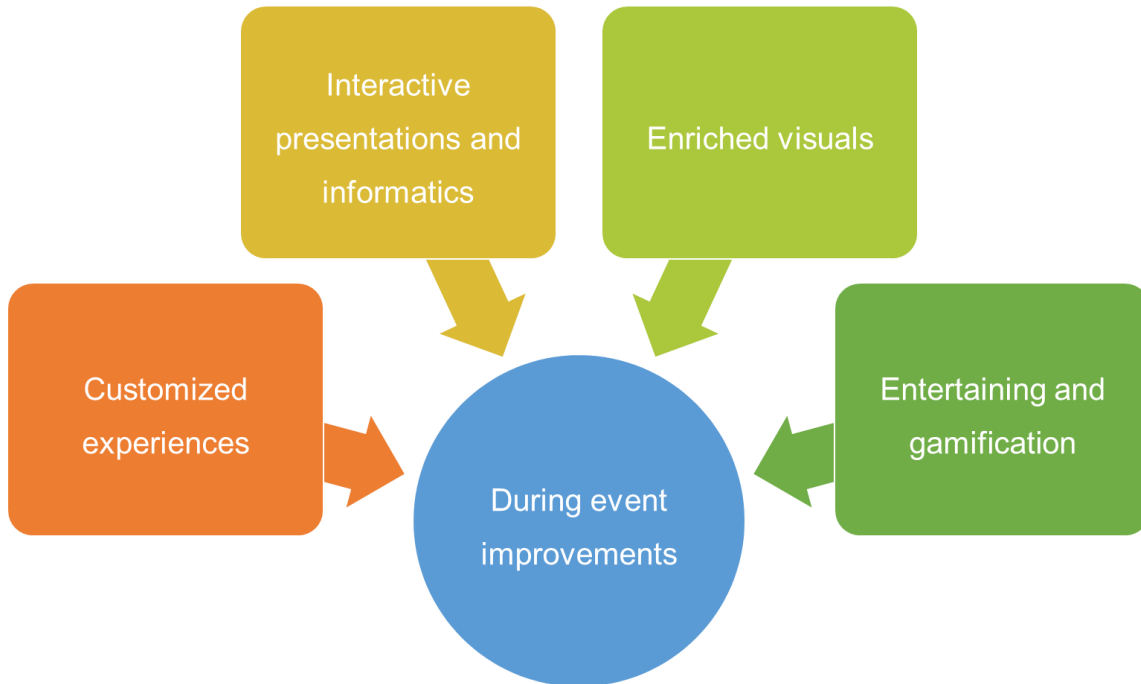 Interactive
presentations and
informatics
Enriched visuals
Customized
experiences
Entertaining and
gamification
During event
improvements